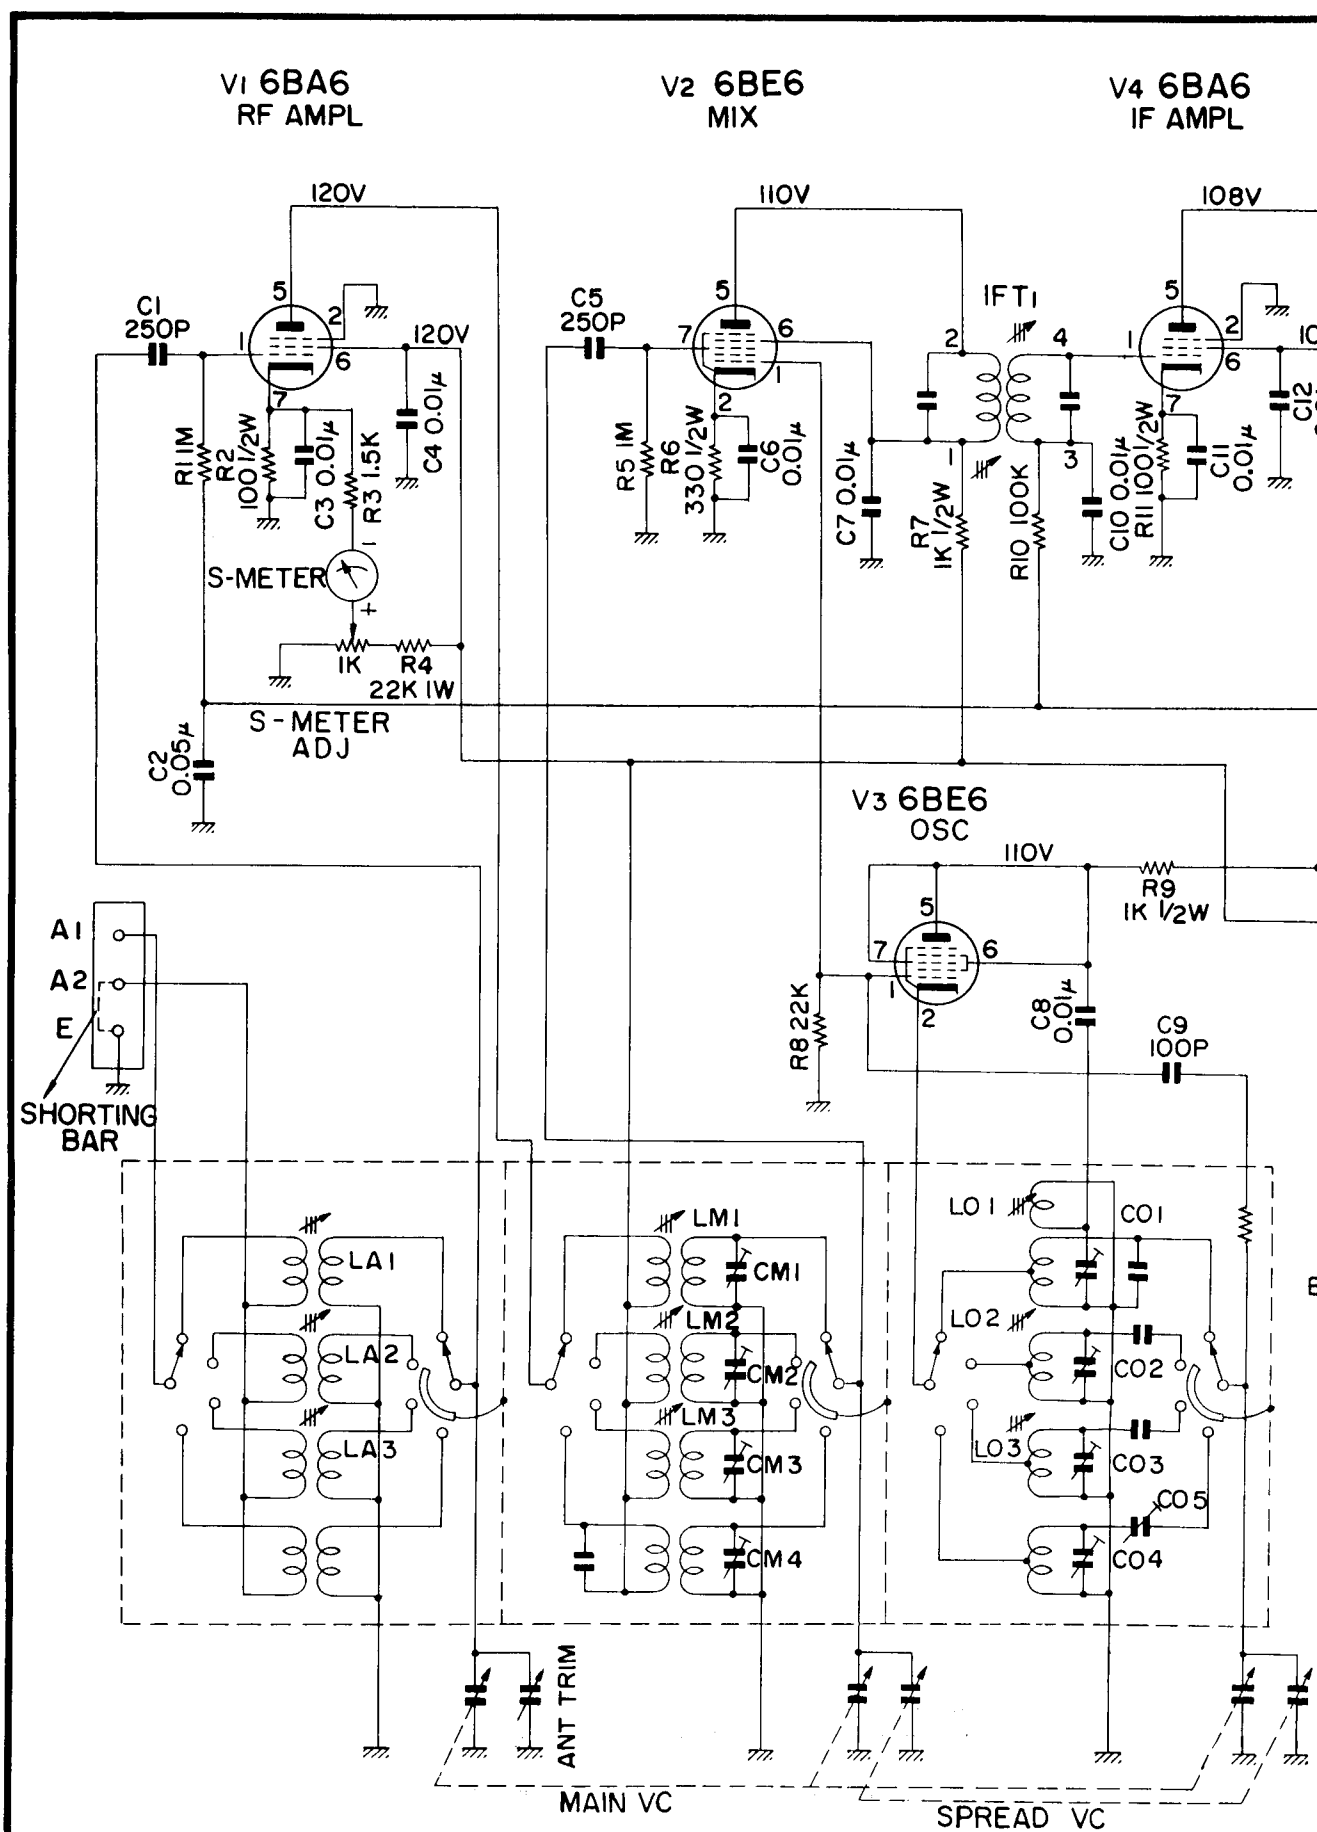 V1 6BA6
RF AMPL
V2 6BE6
MIX
V4 6BA6
IF AMPL
120V
110V
108V
C1
250P
5
2
1
6
7
120V
C5
250P
5
7
6
1
2
IFT1
2
4
1
3
5
1
2
6
7
10
C12
R1 1M
R2
100 1/2W
C3 0.01μ
R3 1.5K
C4 0.01μ
R5 1M
R6
330 1/2W
C6
0.01μ
C7 0.01μ
R7
1K 1/2W
R10 100K
C10 0.01μ
R11 100 1/2W
C11
0.01μ
-
S-METER
+
1K
R4
22K 1W
S-METER
ADJ
C2
0.05μ
V3 6BE6
OSC
110V
R9
1K 1/2W
5
7
6
1
2
A1
A2
E
SHORTING
BAR
R8 22K
C8
0.01μ
C9
100P
LA1
LA2
LA3
LM1
CM1
LM2
CM2
LM3
CM3
CM4
LO1
CO1
LO2
CO2
LO3
CO3
CO5
CO4
ANT TRIM
MAIN VC
SPREAD VC